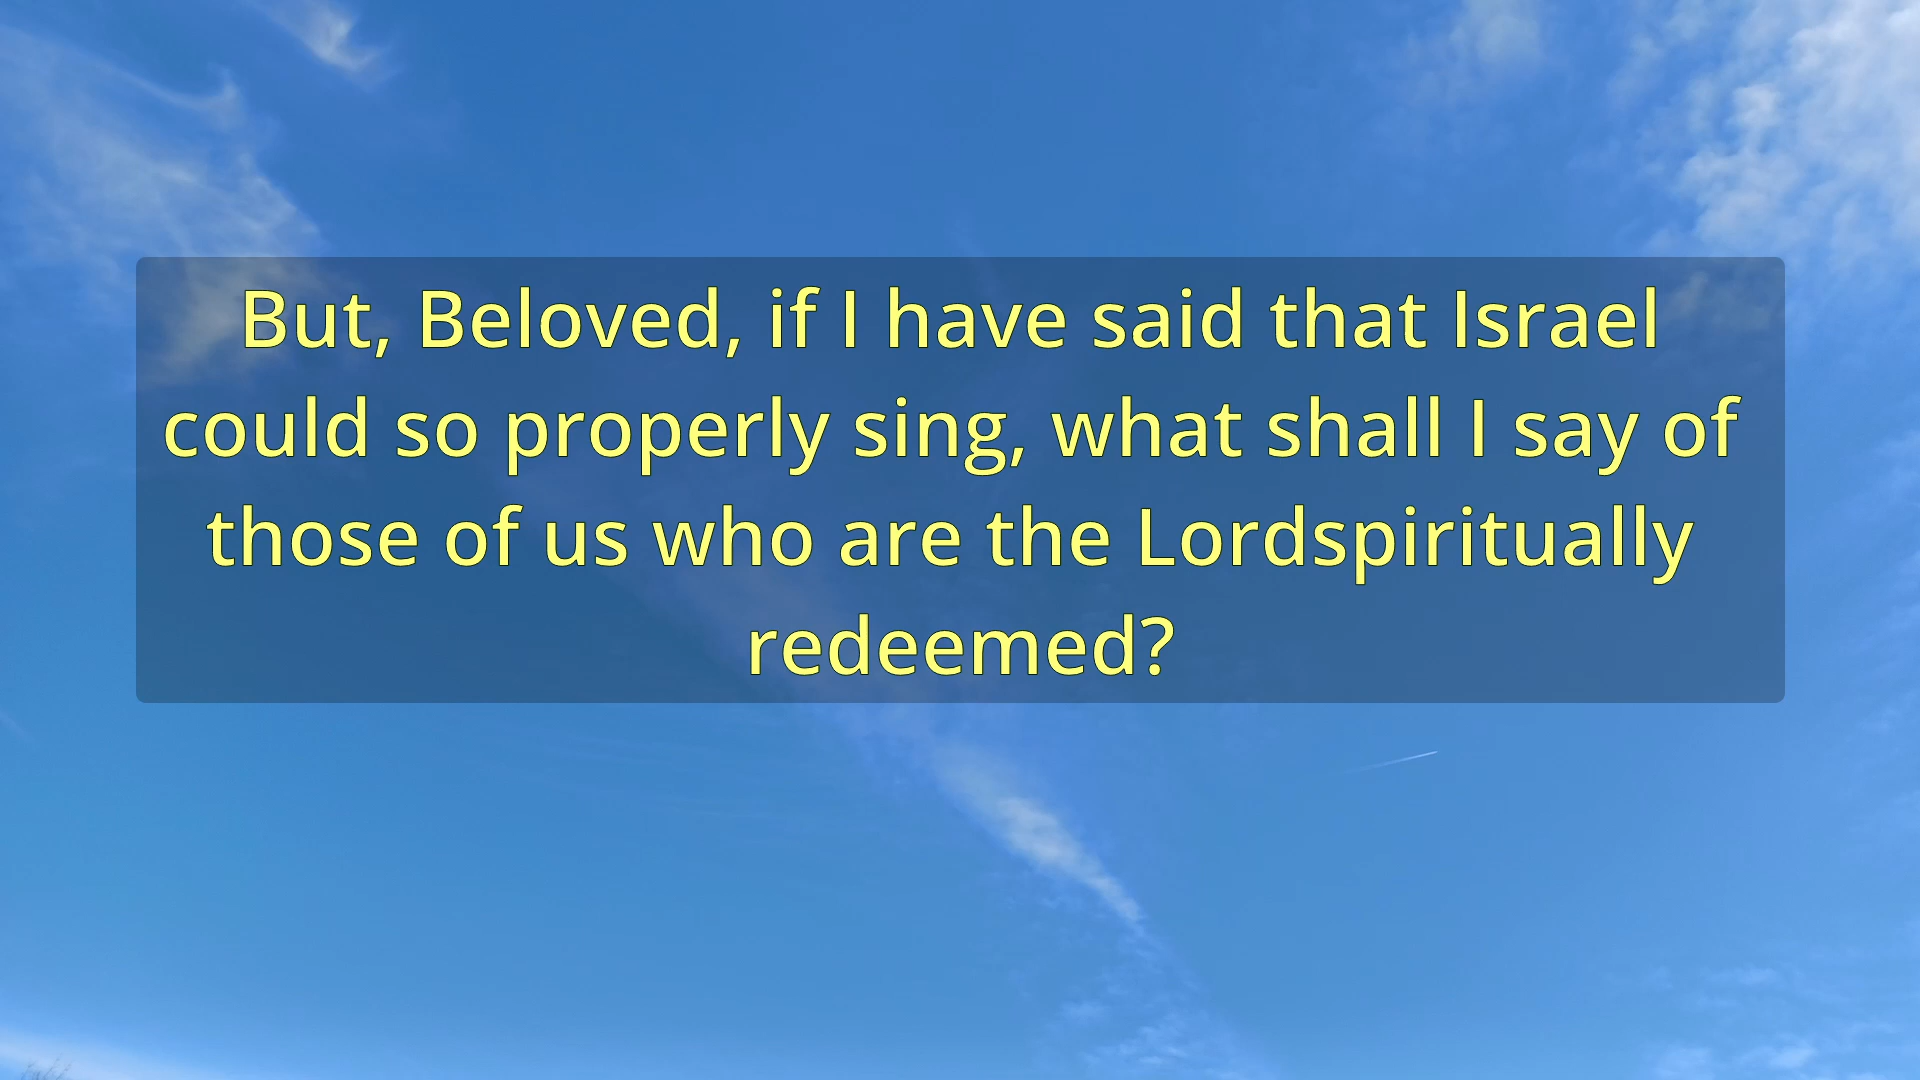 But, Beloved, if I have said that Israel
could so properly sing, what shall I say of
those of us who are the Lordspiritually
redeemed?